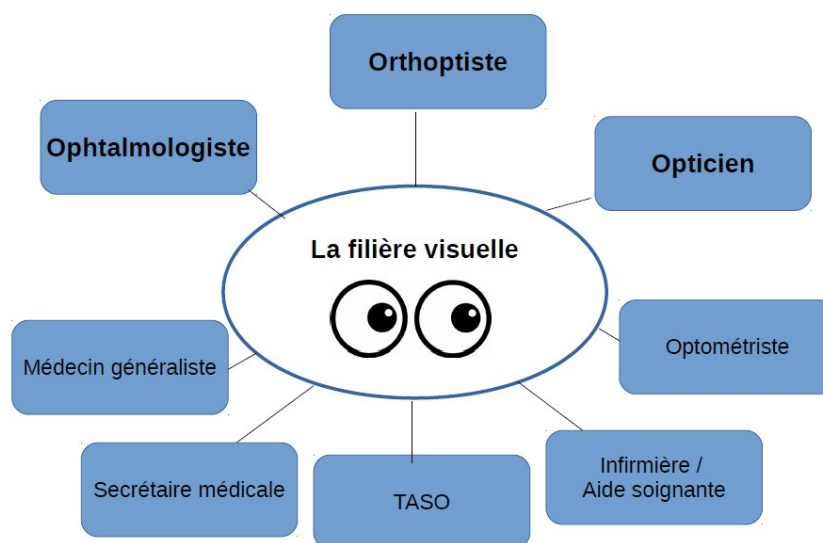 Orthoptiste
Ophtalmologiste
Opticien
La filière visuelle
Optométriste
Médecin généraliste
Infirmière /
Aide soignante
Secrétaire médicale
TASO